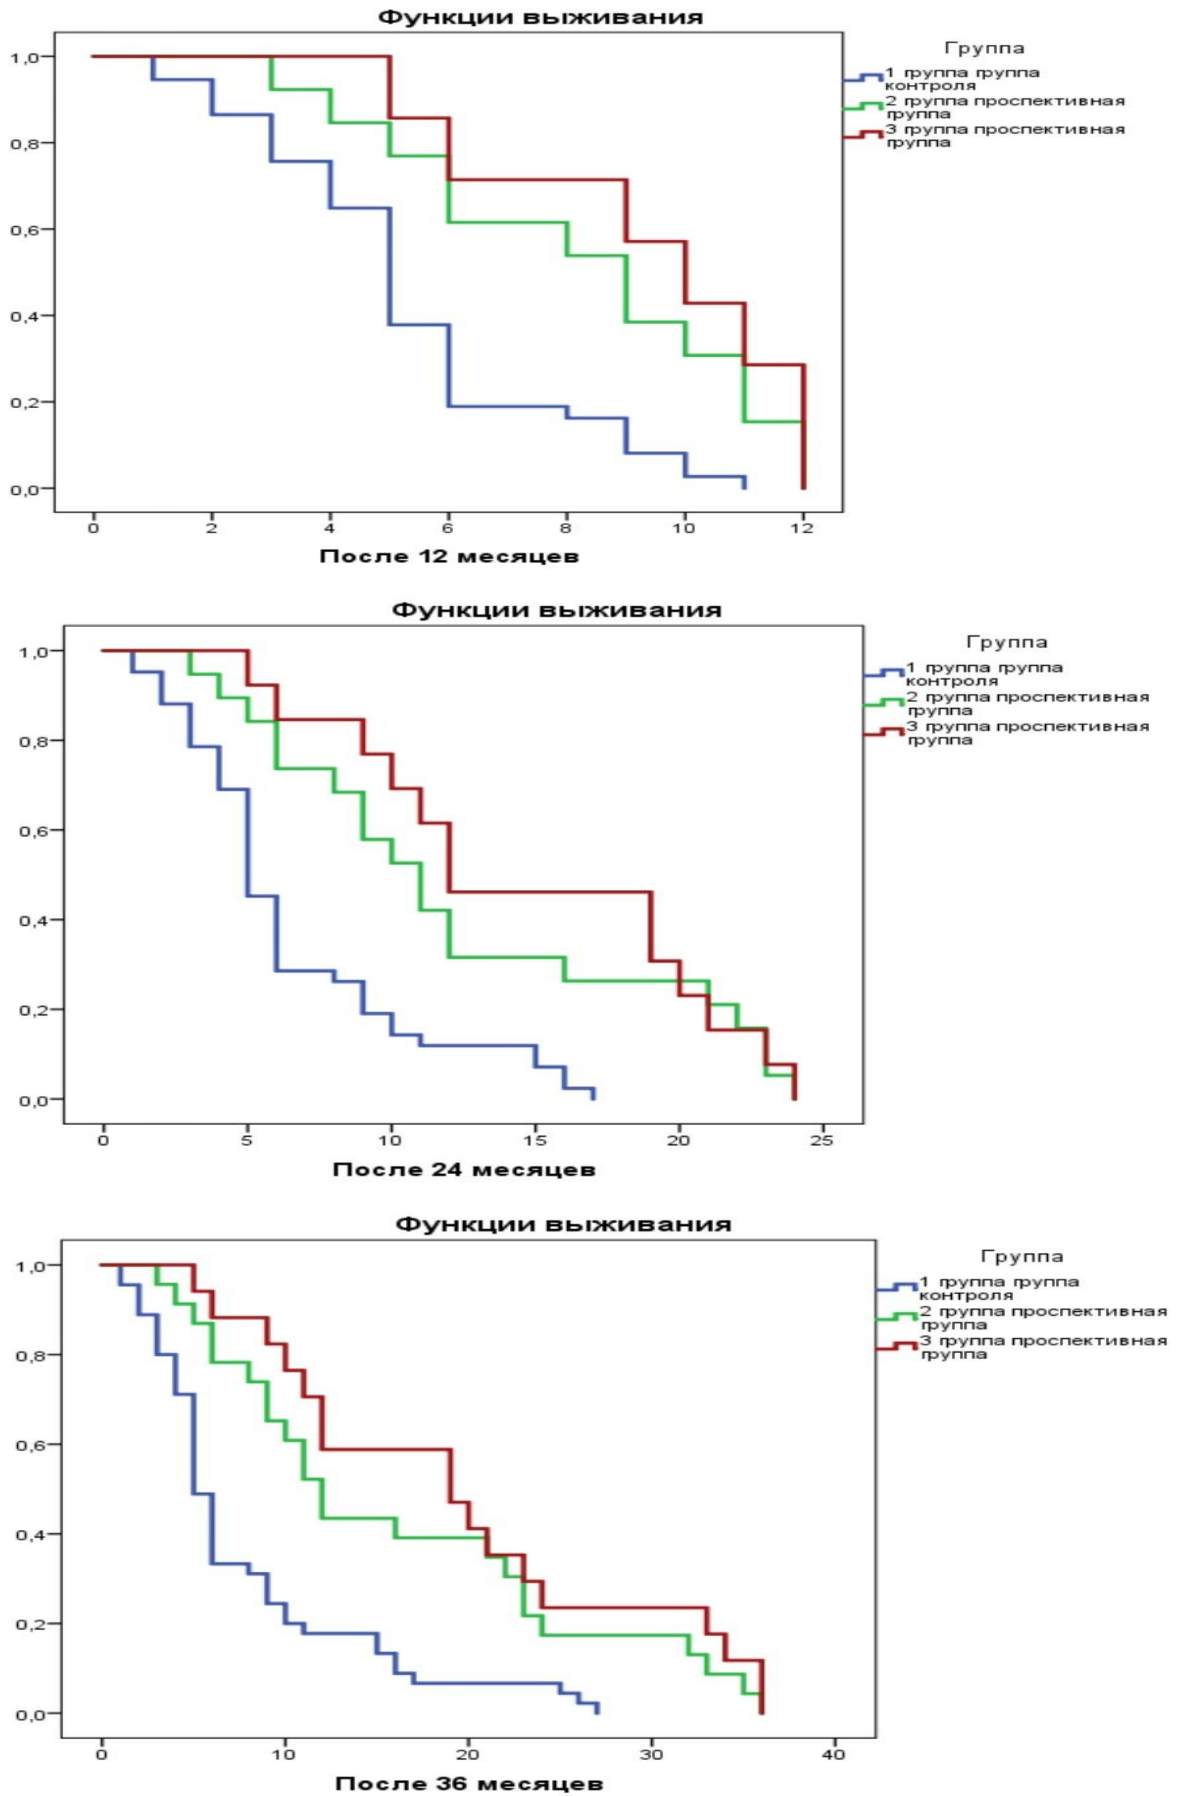 Функции выживания
Группа
1 группа группа
контроля
2 группа проспективная
группа
3 группа проспективная
группа
1,0
0,8
0,6
0,4
0,2
0,0
0 2 4 6 8 10 12
После 12 месяцев
Функции выживания
Группа
1 группа группа
контроля
2 группа проспективная
группа
3 группа проспективная
группа
1,0
0,8
0,6
0,4
0,2
0,0
0 5 10 15 20 25
После 24 месяцев
Функции выживания
Группа
1 группа группа
контроля
2 группа проспективная
группа
3 группа проспективная
группа
1,0
0,8
0,6
0,4
0,2
0,0
0 10 20 30 40
После 36 месяцев